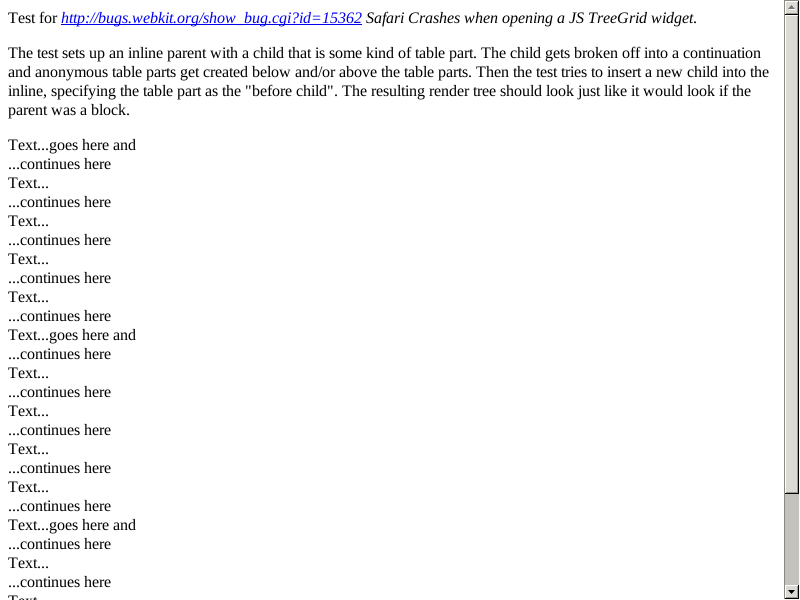 Test for http://bugs.webkit.org/show_bug.cgi?id=15362 Safari Crashes when opening a JS TreeGrid widget.
The test sets up an inline parent with a child that is some kind of table part. The child gets broken off into a continuation
and anonymous table parts get created below and/or above the table parts. Then the test tries to insert a new child into the
inline, specifying the table part as the "before child". The resulting render tree should look just like it would look if the
parent was a block.
Text...goes here and
...continues here
Text...
...continues here
Text...
...continues here
Text...
...continues here
Text...
...continues here
Text...goes here and
...continues here
Text...
...continues here
Text...
...continues here
Text...
...continues here
Text...
...continues here
Text...goes here and
...continues here
Text...
...continues here
Text...